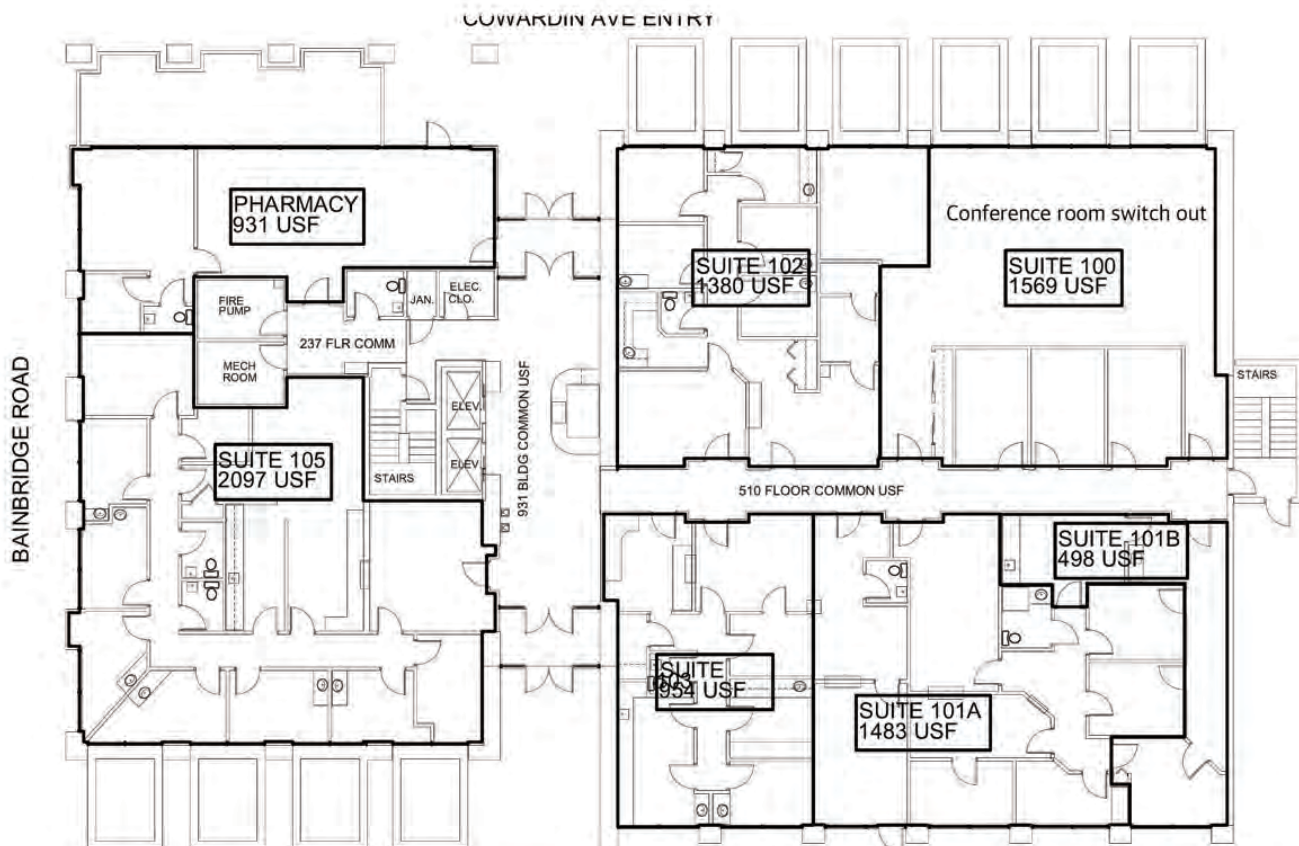 COWARDIN AVE ENTRY
PHARMACY
931 USF
Conference room switch out
SUITE 102
1380 USF
SUITE 100
1569 USF
FIRE
PUMP
JAN.
ELEC.
CLO.
237 FLR COMM
MECH
ROOM
BAINBRIDGE ROAD
ELEV.
ELEV.
STAIRS
931 BLDG COMMON USF
STAIRS
SUITE 105
2097 USF
510 FLOOR COMMON USF
SUITE 101B
498 USF
SUITE
103
954 USF
SUITE 101A
1483 USF